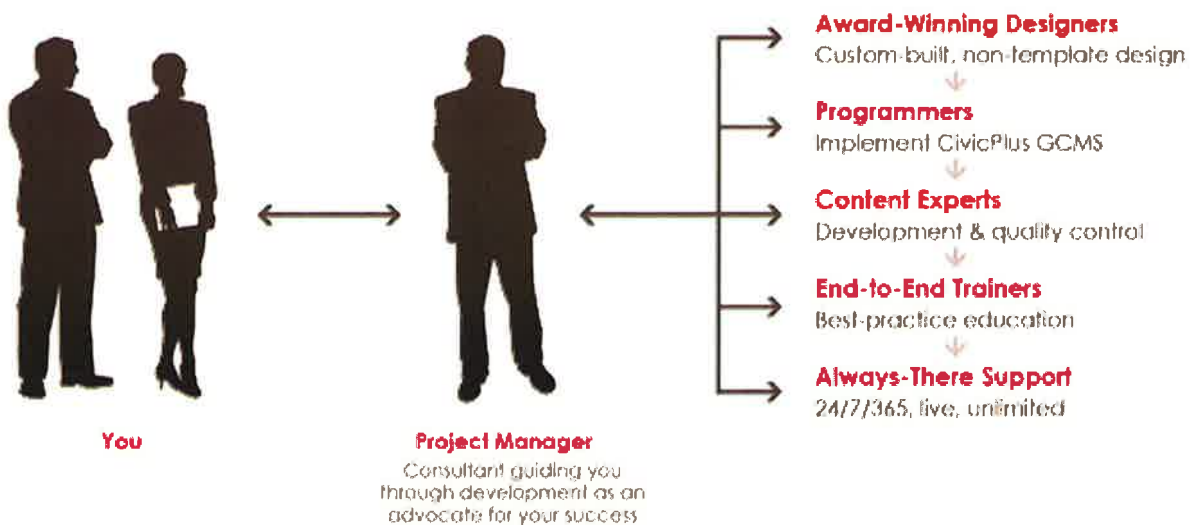 Award-Winning Designers
Custom-built, non-template design
Programmers
Implement CivicPlus GCMS
Content Experts
Development & quality control
End-to-End Trainers
Best-practice education
Always-There Support
24/7/365, live, unlimited
You
Project Manager
Consultant guiding you
through development as an
advocate for your success